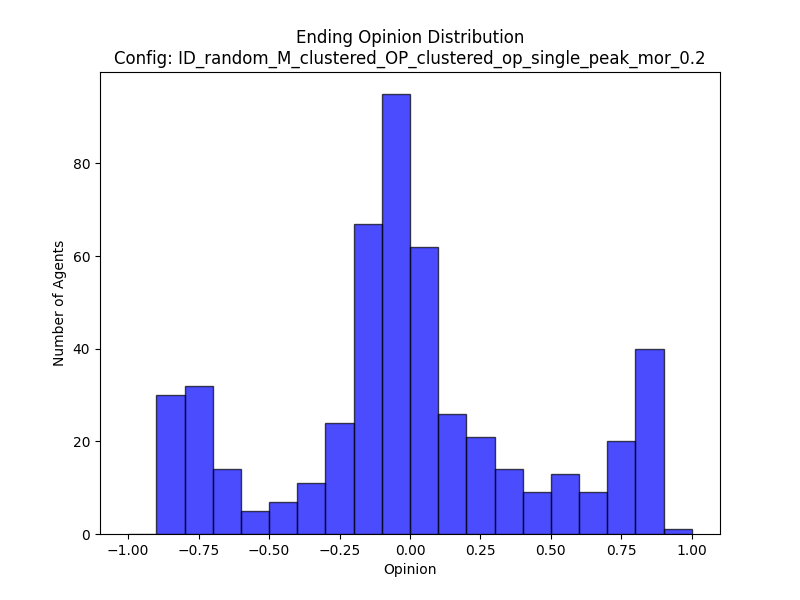 Ending Opinion Distribution
Config: ID_random_M_clustered_OP_clustered_op_single_peak_mor_0.2
Number of Agents
80
60
40
20
0
−1.00 −0.75 −0.50 −0.25 0.00 0.25 0.50 0.75 1.00
Opinion